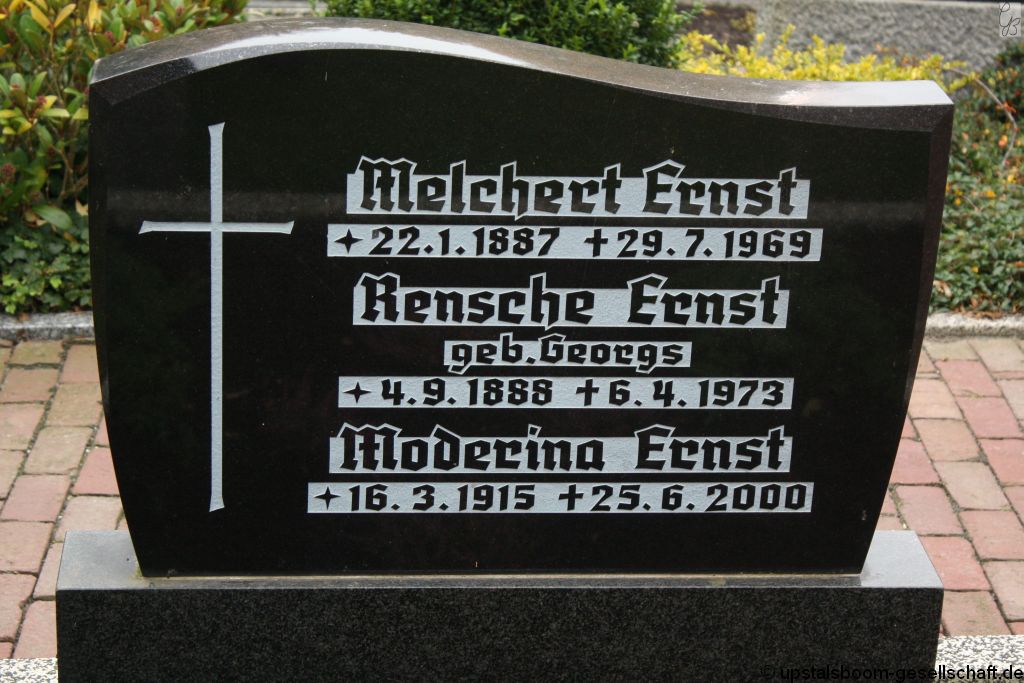 Melchert Ernst
✦22.1.1887 ✝29.7.1969
Rensche Ernst
geb. Georgs
✦4.9.1888 ✝6.4.1973
Moderina Ernst
✦16.3.1915 ✝25.6.2000
© upstalsboom-gesellschaft.de